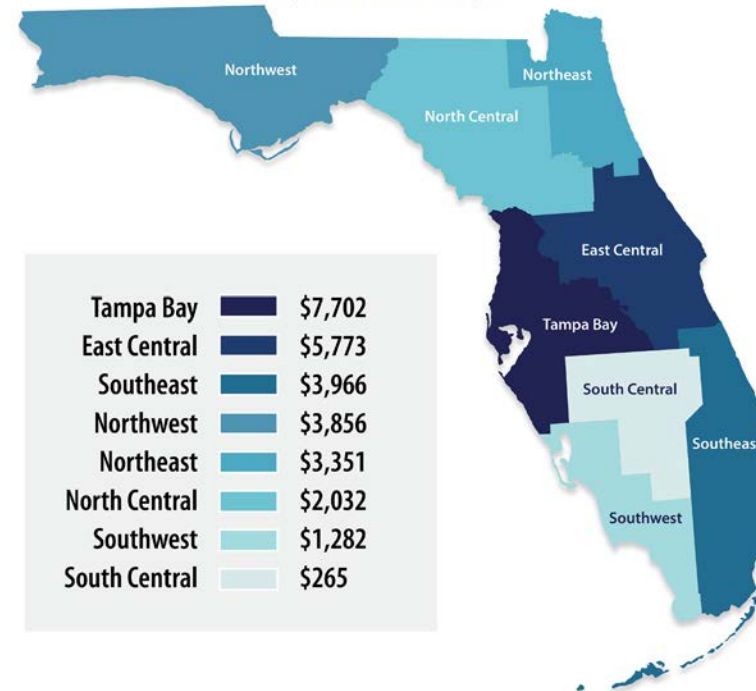 Northwest
Northeast
North Central
East Central
Tampa Bay
South Central
Southeas
Southwest
Tampa Bay $7,702
East Central $5,773
Southeast $3,966
Northwest $3,856
Northeast $3,351
North Central $2,032
Southwest $1,282
South Central $265